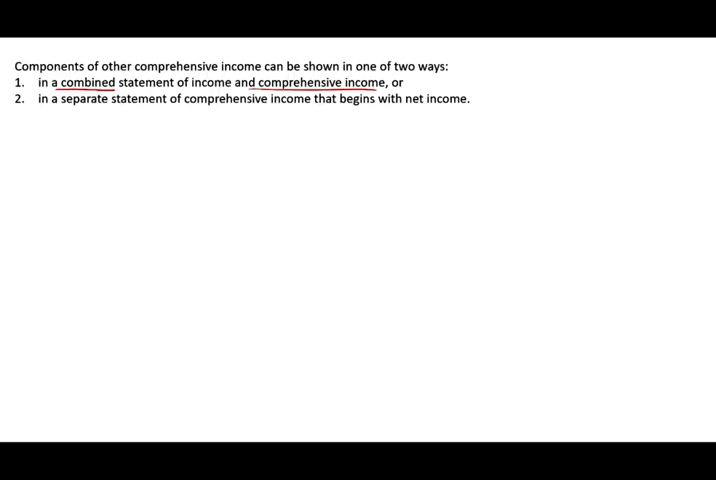 Components of other comprehensive income can be shown in one of two ways:
1. in a combined statement of income and comprehensive income, or
2. in a separate statement of comprehensive income that begins with net income.